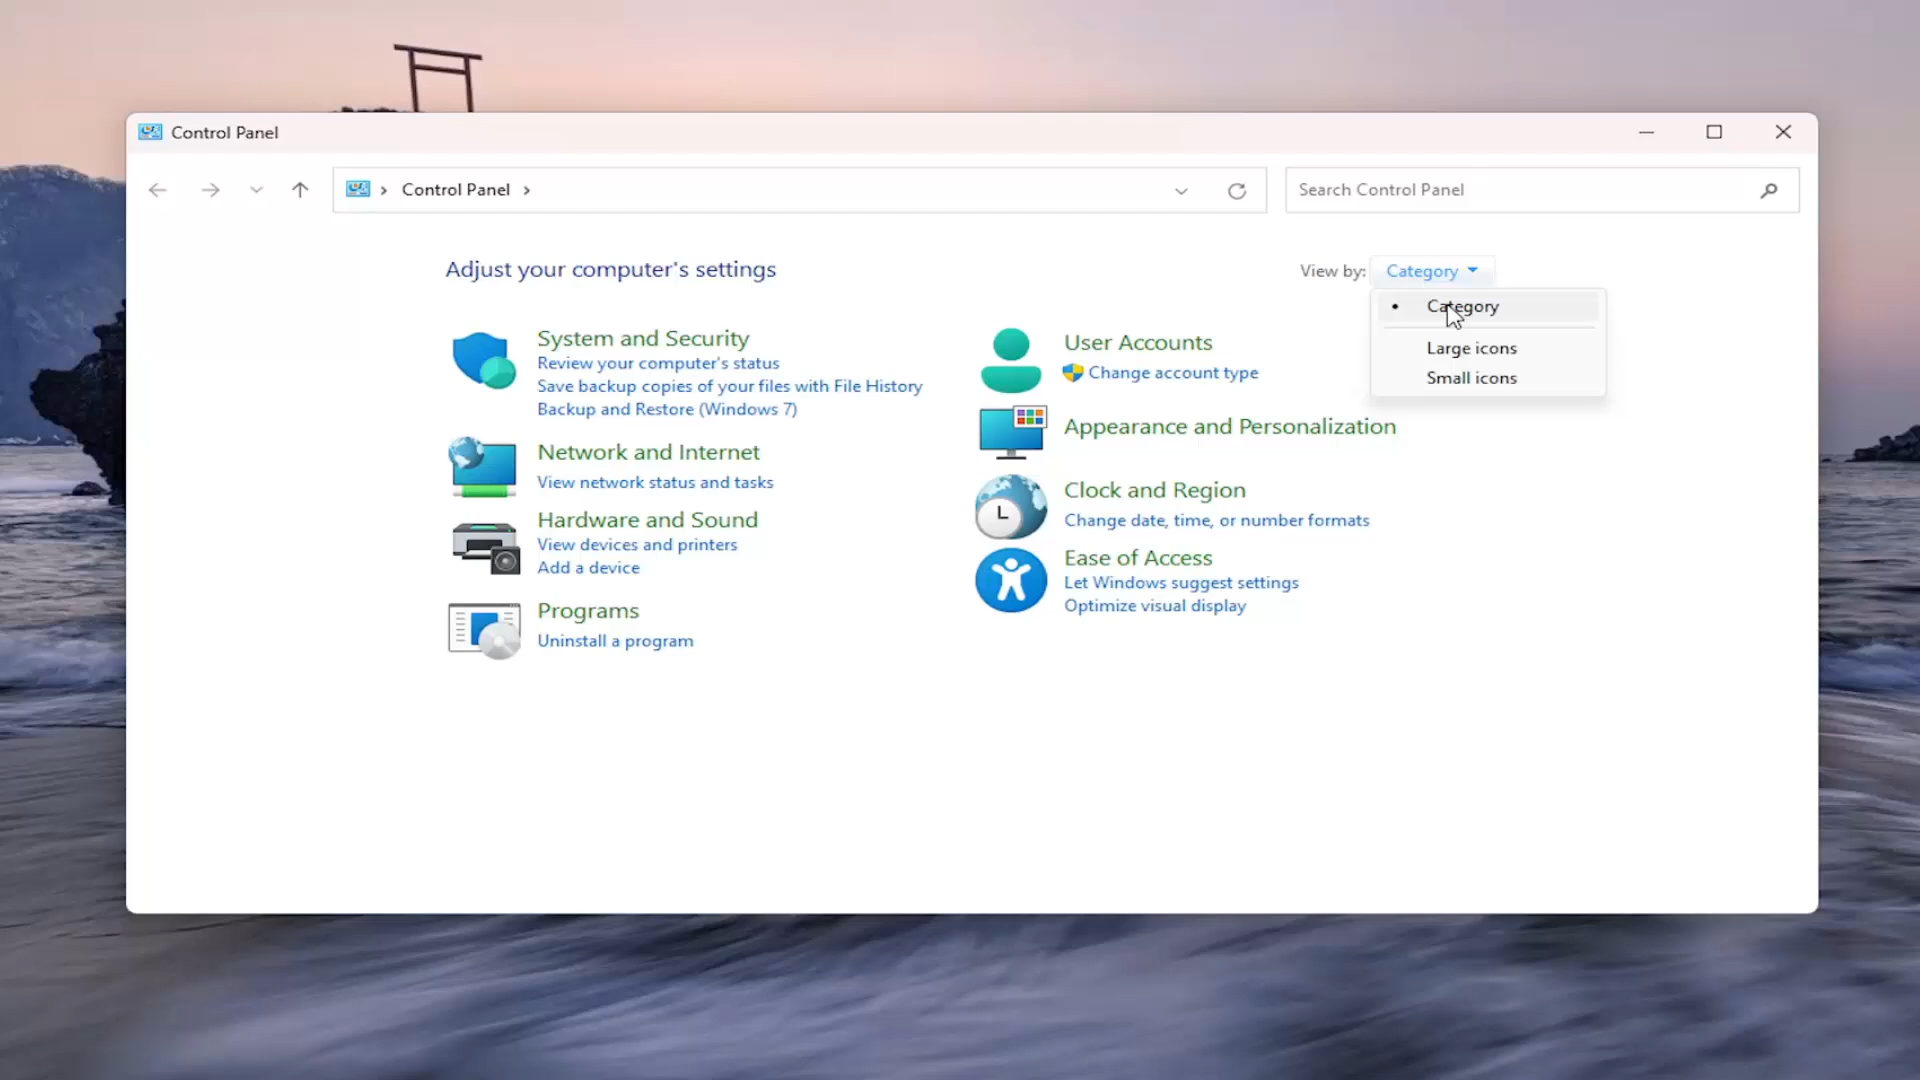 Control Panel
Control Panel
Search Control Panel
Adjust your computer's settings
View by: Category
Category
Large icons
Small icons
System and Security
Review your computer's status
Save backup copies of your files with File History
Backup and Restore (Windows 7)
Network and Internet
View network status and tasks
Hardware and Sound
View devices and printers
Add a device
Programs
Uninstall a program
User Accounts
Change account type
Appearance and Personalization
Clock and Region
Change date, time, or number formats
Ease of Access
Let Windows suggest settings
Optimize visual display